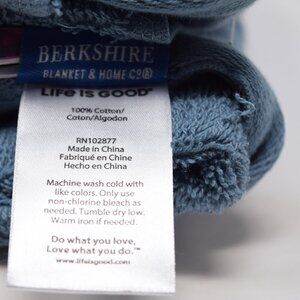 BERKSHIRE
BLANKET & HOME Co®
LIFE IS GOOD®
100% Cotton/
Coton/Algodon
RN102877
Made in China
Fabriqué en Chine
Hecho en China
Machine wash cold with
like colors. Only use
non-chlorine bleach as
needed. Tumble dry low.
Warm iron if needed.
Do what you love,
Love what you do.™
www.lifeisgood.com